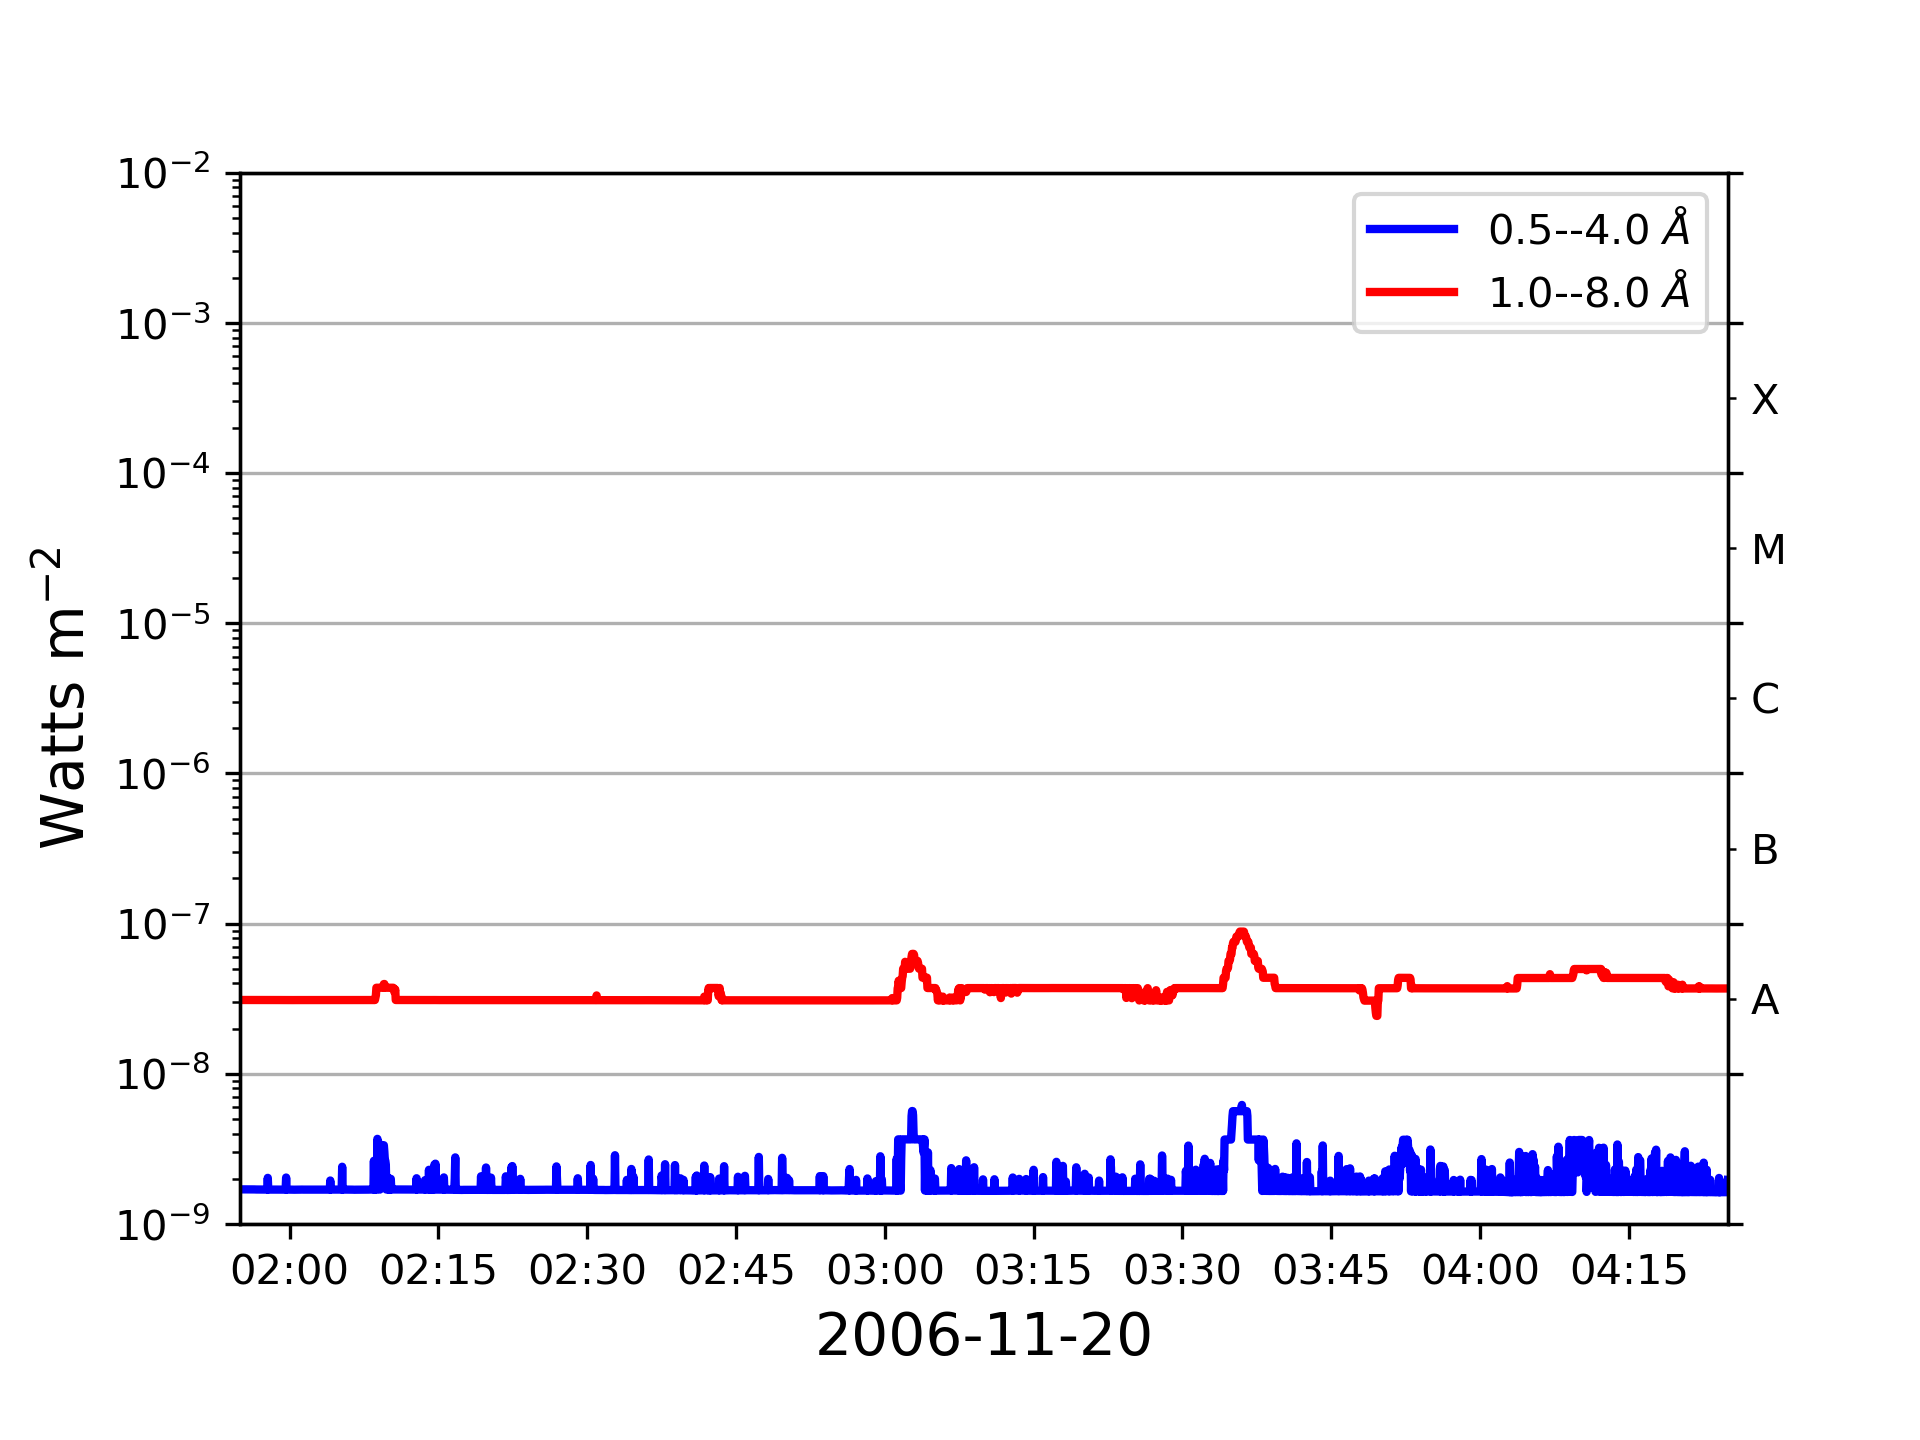 10⁻²
10⁻³
10⁻⁴
10⁻⁵
10⁻⁶
10⁻⁷
10⁻⁸
10⁻⁹
Watts m⁻²
0.5--4.0 Å
1.0--8.0 Å
X
M
C
B
A
02:00 02:15 02:30 02:45 03:00 03:15 03:30 03:45 04:00 04:15
2006-11-20